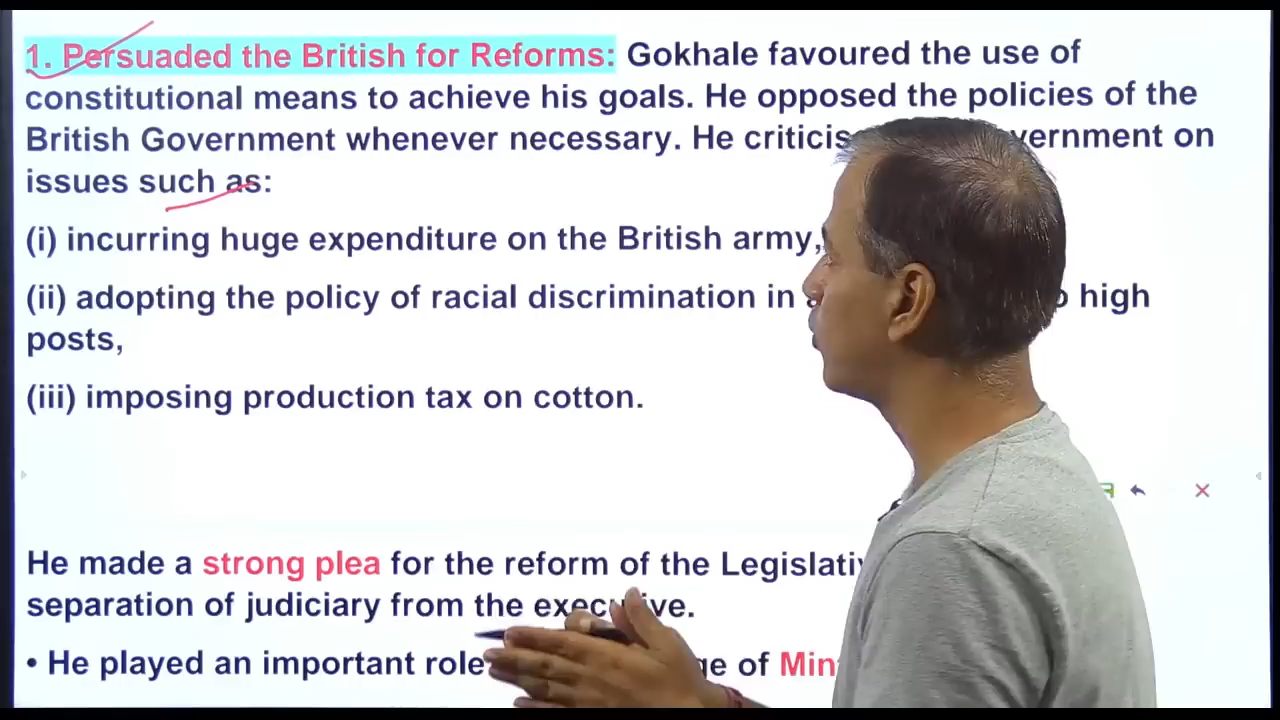 1. Persuaded the British for Reforms: Gokhale favoured the use of
constitutional means to achieve his goals. He opposed the policies of the
British Government whenever necessary. He on
issues such as:
(i) incurring huge expenditure on the British army,
(ii) adopting the policy of racial discrimination in high
posts,
(iii) imposing production tax on cotton.
He made a strong plea for the reform of the
separation of judiciary from the executive.
• He played an important role of